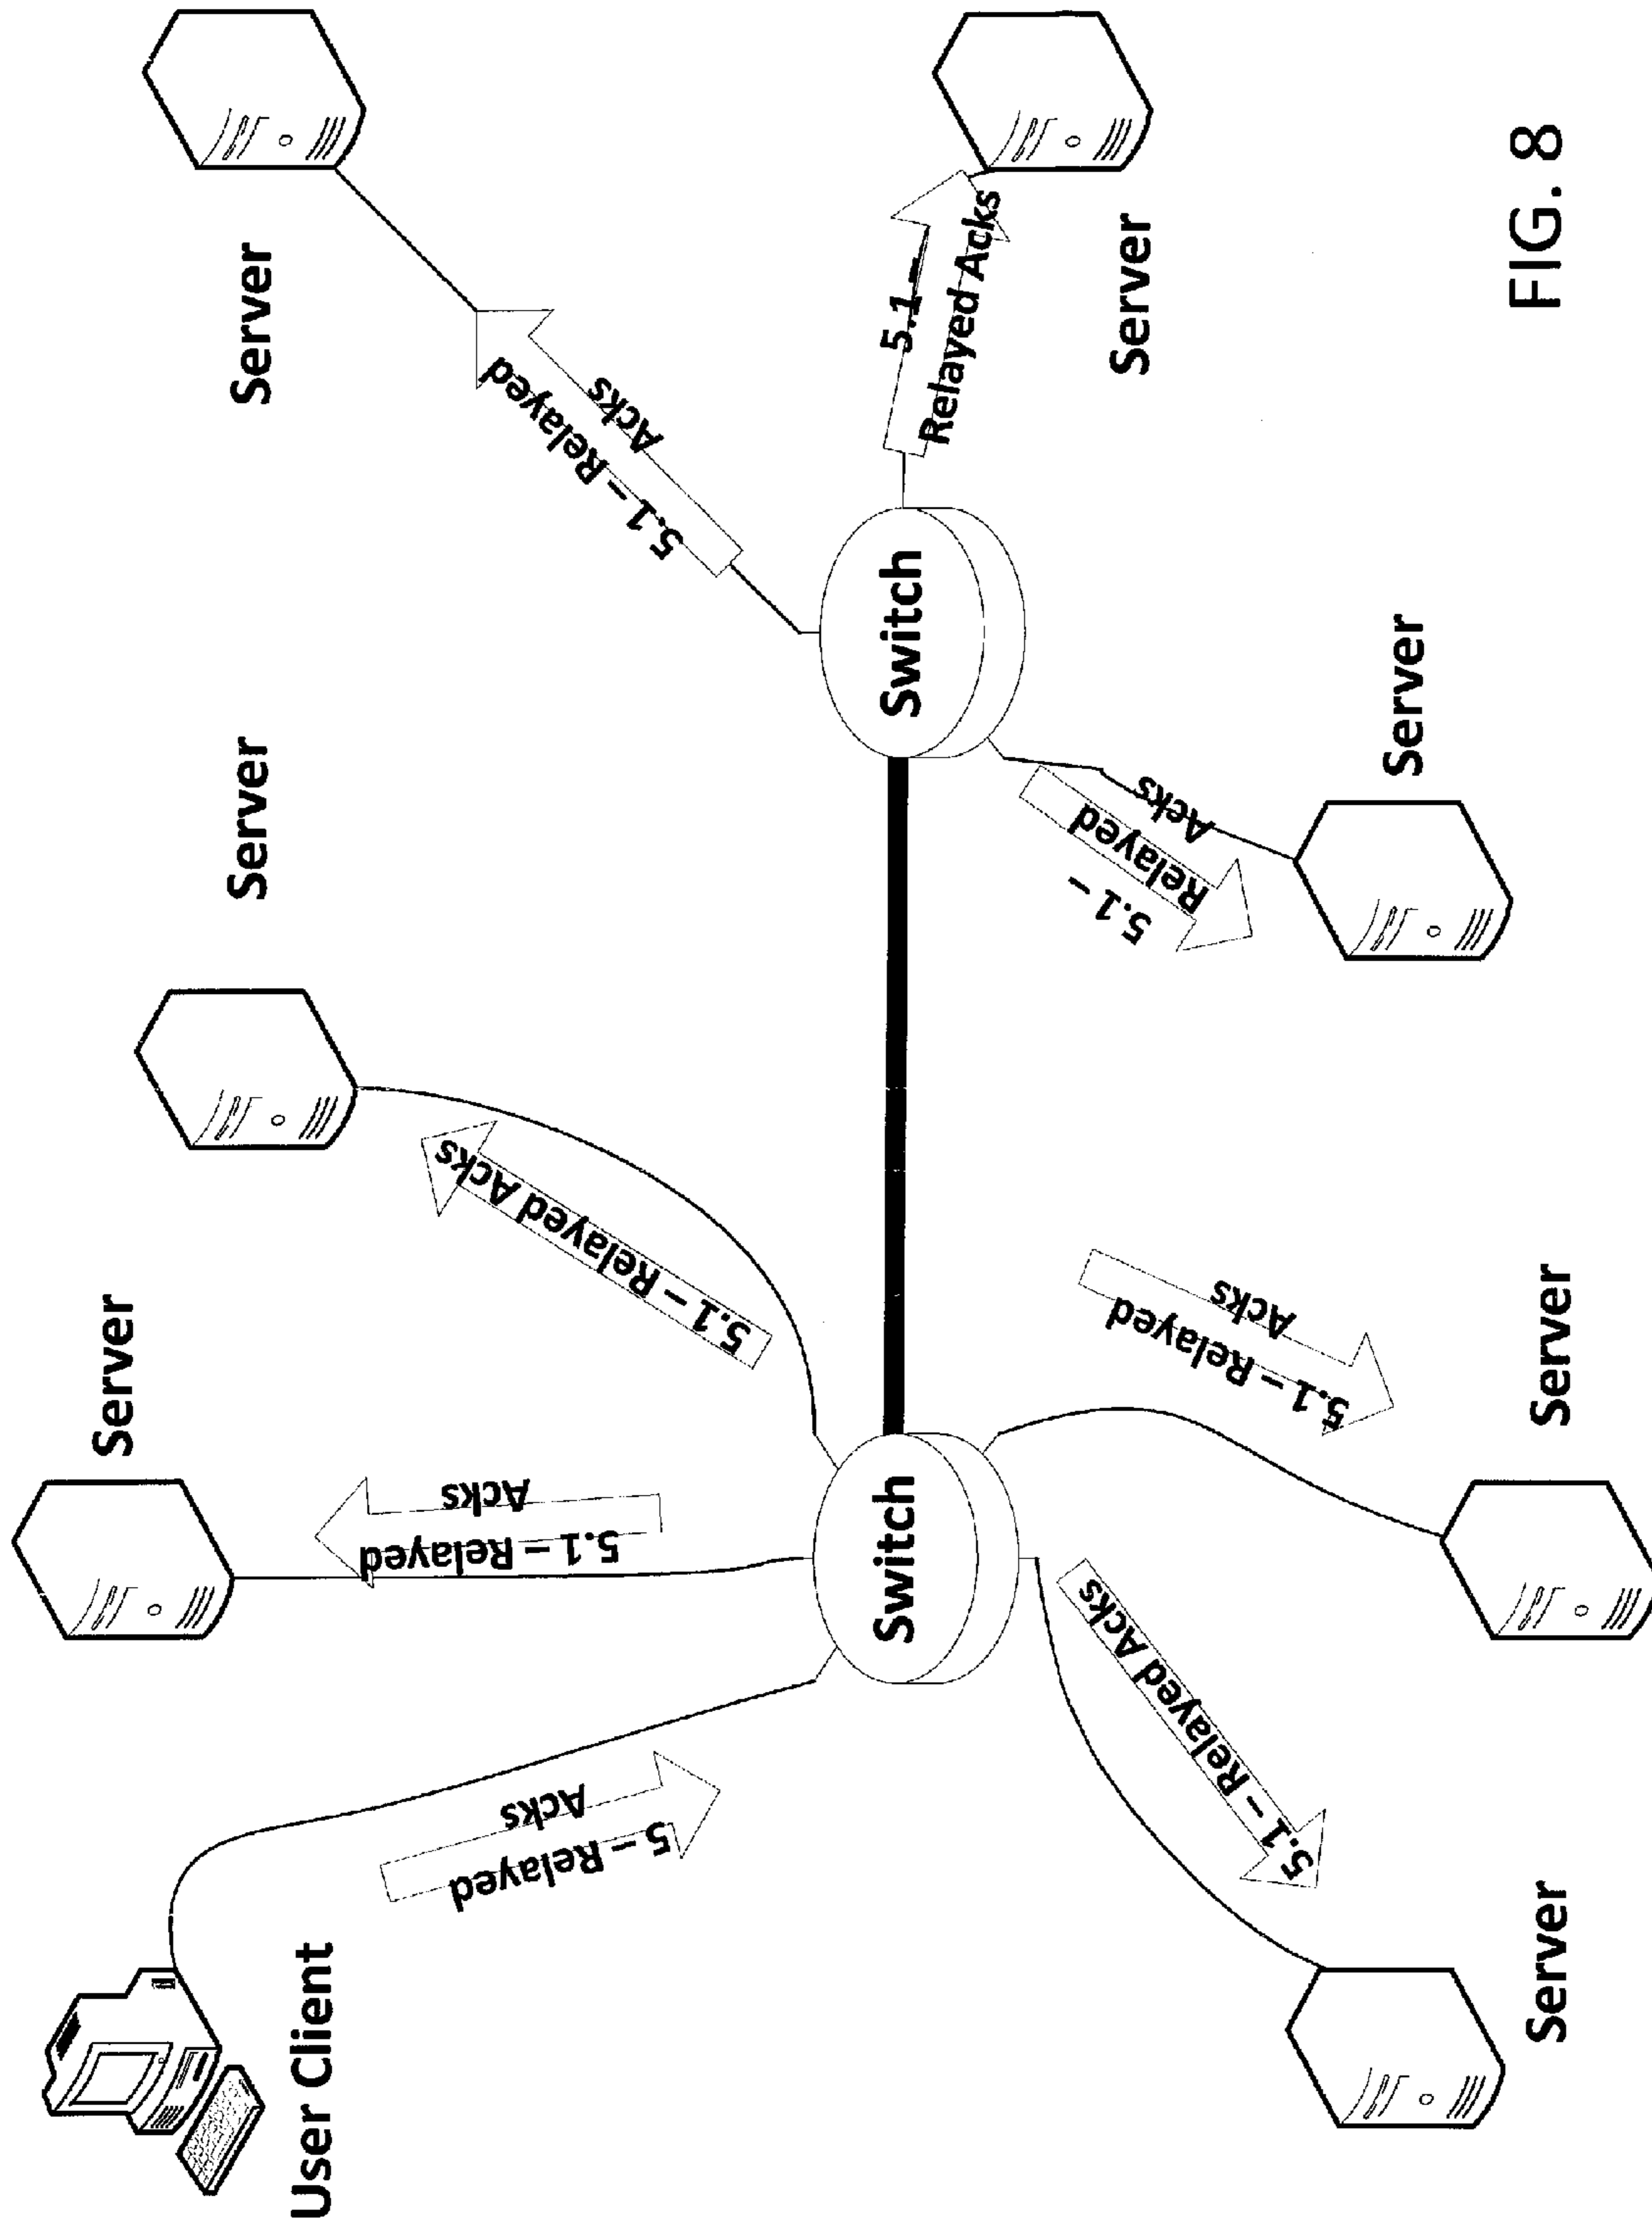 Server
Server
Server
User Client
5.1 – Relayed
Acks
5.1 – Relayed Acks
5.1 – Relayed
Acks
5 – Relayed
Acks
Switch
Switch
5.1 –
Relayed Acks
Server
5.1 – Relayed Acks
5.1 – Relayed
Acks
5.1 –
Relayed
Acks
Server
Server
Server
FIG. 8